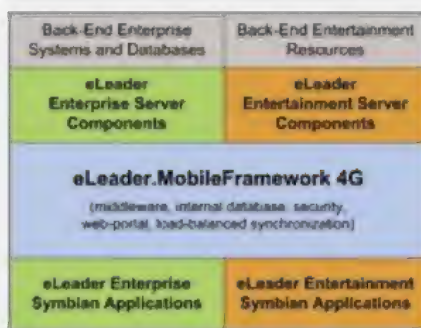 Back-End Enterprise
Systems and Databases
Back-End Entertainment
Resources
eLeader
Enterprise Server
Components
eLeader
Entertainment Server
Components
eLeader.MobileFramework 4G
(middleware, internal database, security,
web-portal, load-balanced synchronization)
eLeader Enterprise
Symbian Applications
eLeader Entertainment
Symbian Applications